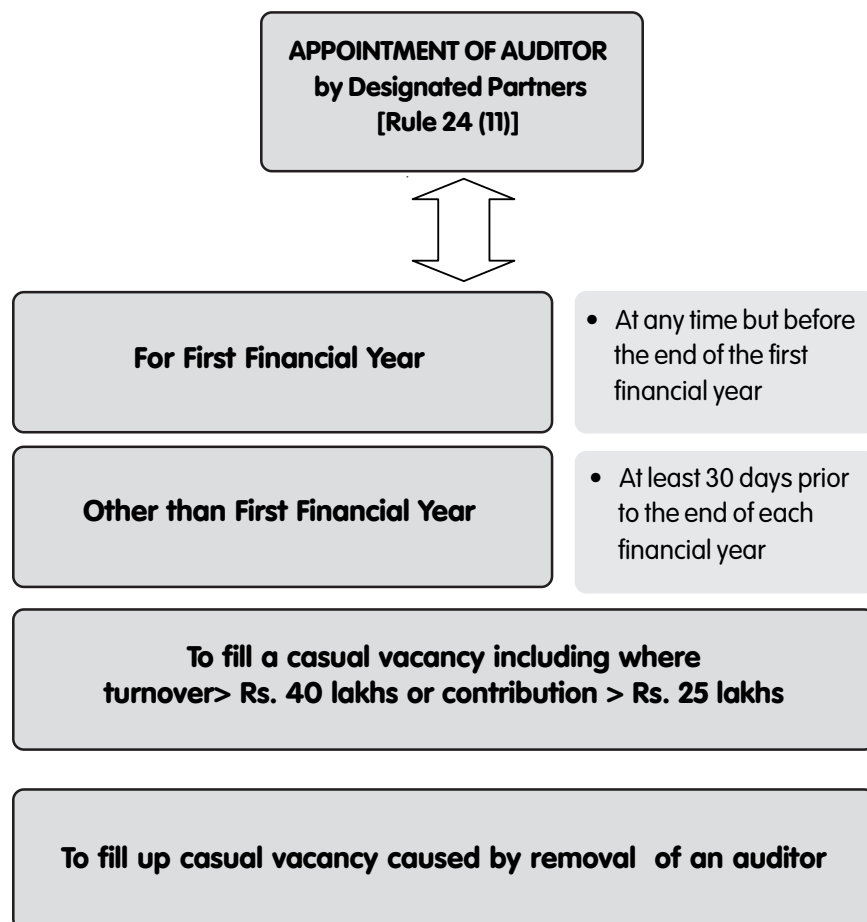 APPOINTMENT OF AUDITOR
by Designated Partners
[Rule 24 (11)]
For First Financial Year
• At any time but before
the end of the first
financial year
Other than First Financial Year
• At least 30 days prior
to the end of each
financial year
To fill a casual vacancy including where
turnover> Rs. 40 lakhs or contribution > Rs. 25 lakhs
To fill up casual vacancy caused by removal of an auditor